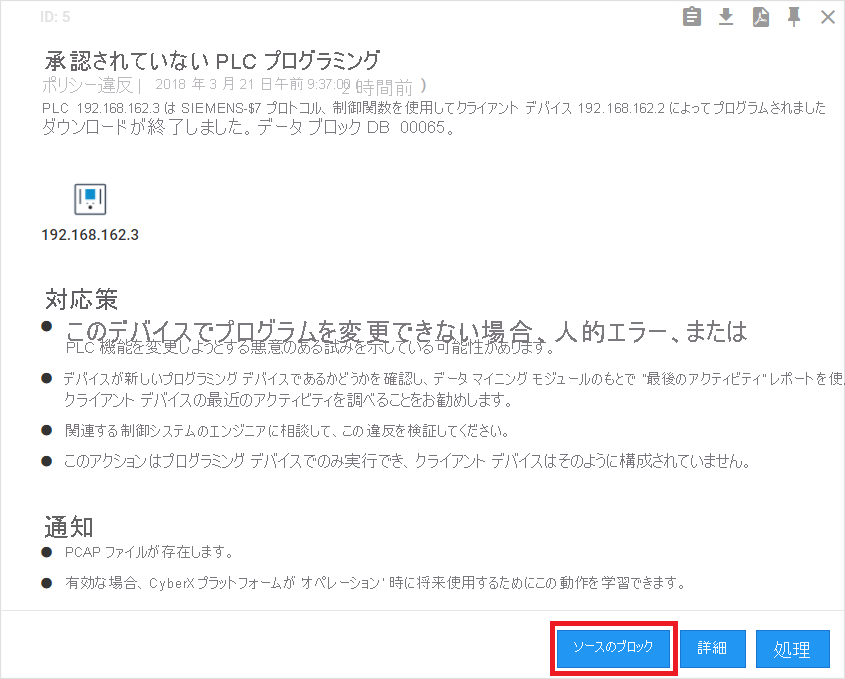 ID: 5
承認されていない PLC プログラミング
ポリシー違反 | 2018 年 3 月 21 日午前 9:37:09 (2 時間前 )
PLC 192.168.162.3 は SIEMENS-$7 プロトコル、制御関数を使用してクライアント デバイス 192.168.162.2 によってプログラムされました
ダウンロードが終了しました。データ ブロック DB 00065。
192.168.162.3
対応策
● このデバイスでプログラムを変更できない場合、人的エラー、または
PLC 機能を変更しようとする悪意のある試みを示している可能性があります。
● デバイスが新しいプログラミング デバイスであるかどうかを確認し、データ マイニング モジュールのもとで "最後のアクティビティ" レポートを使
クライアント デバイスの最近のアクティビティを調べることをお勧めします。
● 関連する制御システムのエンジニアに相談して、この違反を検証してください。
● このアクションはプログラミング デバイスでのみ実行でき、クライアント デバイスはそのように構成されていません。
通知
● PCAP ファイルが存在します。
● 有効な場合、CyberX プラットフォームが 'オペレーション' 時に将来使用するためにこの動作を学習できます。
ソースのブロック 詳細 処理